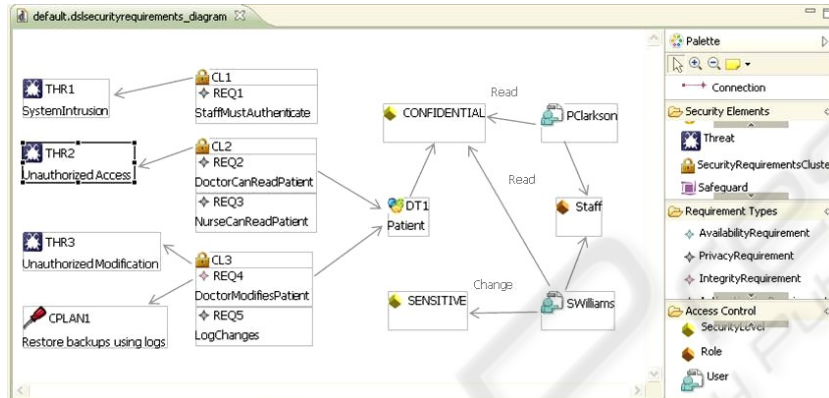 default.dslsecurityrequirements_diagram
THR1
SystemIntrusion
CL1
REQ1
StaffMustAuthenticate
THR2
Unauthorized Access
CL2
REQ2
DoctorCanReadPatient
REQ3
NurseCanReadPatient
THR3
Unauthorized Modification
CL3
REQ4
DoctorModifiesPatient
REQ5
LogChanges
CPLAN1
Restore backups using logs
DT1
Patient
CONFIDENTIAL
Read
PClarkson
Read
Staff
SENSITIVE
Change
SWilliams
Palette
Connection
Security Elements
Threat
SecurityRequirementsCluste
Safeguard
Requirement Types
AvailabilityRequirement
PrivacyRequirement
IntegrityRequirement
Access Control
SecurityLevel
Role
User